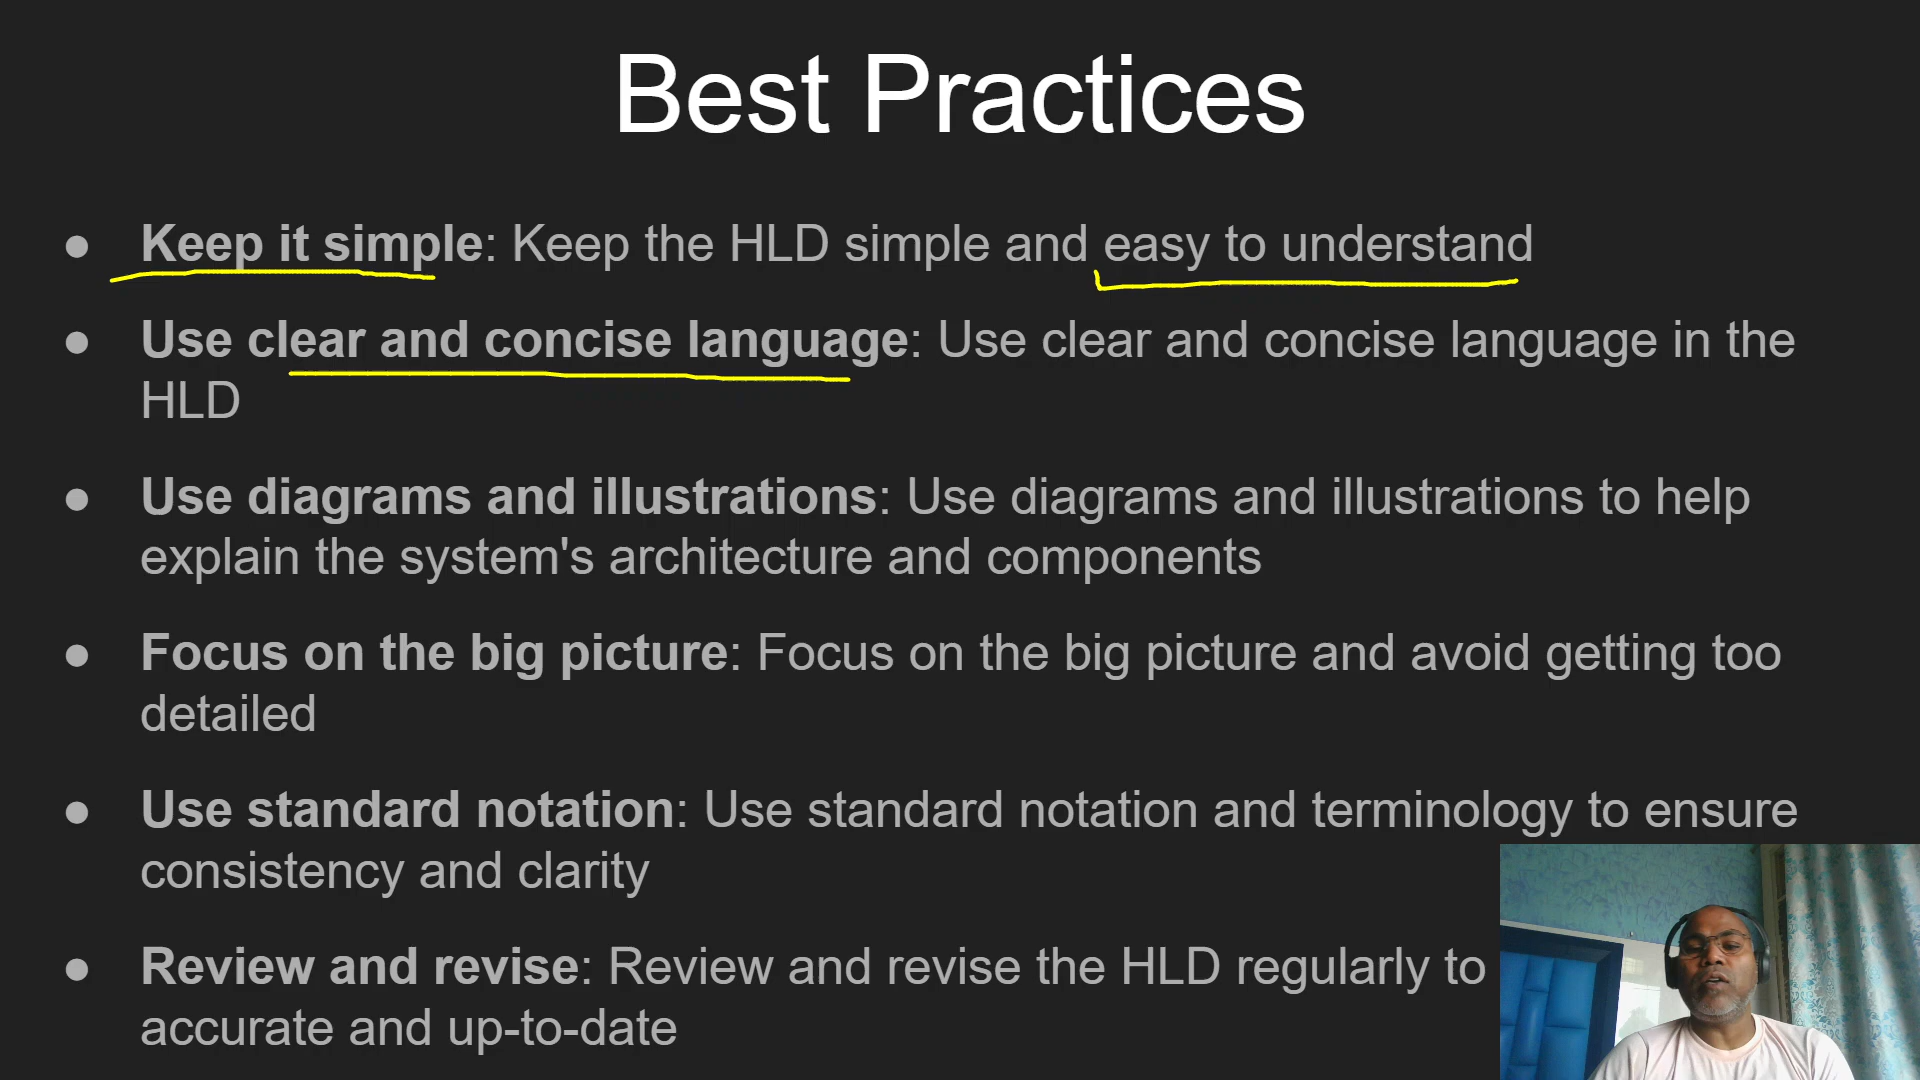 Best Practices
● Keep it simple: Keep the HLD simple and easy to understand
● Use clear and concise language: Use clear and concise language in the
HLD
● Use diagrams and illustrations: Use diagrams and illustrations to help
explain the system's architecture and components
● Focus on the big picture: Focus on the big picture and avoid getting too
detailed
● Use standard notation: Use standard notation and terminology to ensure
consistency and clarity
● Review and revise: Review and revise the HLD regularly to
accurate and up-to-date